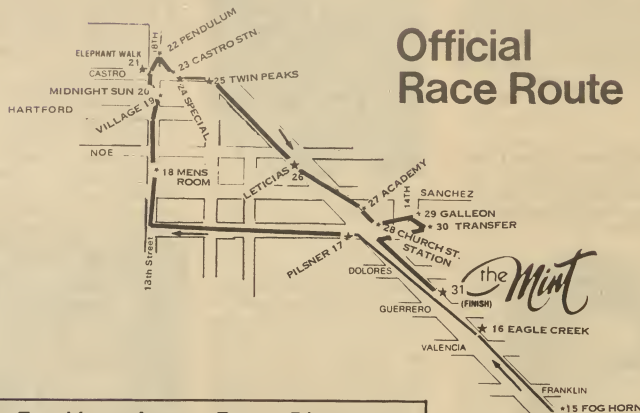 Official
Race Route
22 PENDULUM
18TH
ELEPHANT WALK
21
23 CASTRO STN.
CASTRO
25 TWIN PEAKS
24 SPECIAL
MIDNIGHT SUN 20
VILLAGE 19
HARTFORD
NOE
LETICIAS
26
18 MENS
ROOM
27 ACADEMY
14TH
SANCHEZ
29 GALLEON
30 TRANSFER
28 CHURCH ST.
STATION
PILSNER 17
13th Street
DOLORES
31
(FINISH)
the Mint
GUERRERO
16 EAGLE CREEK
VALENCIA
FRANKLIN
15 FOG HORN